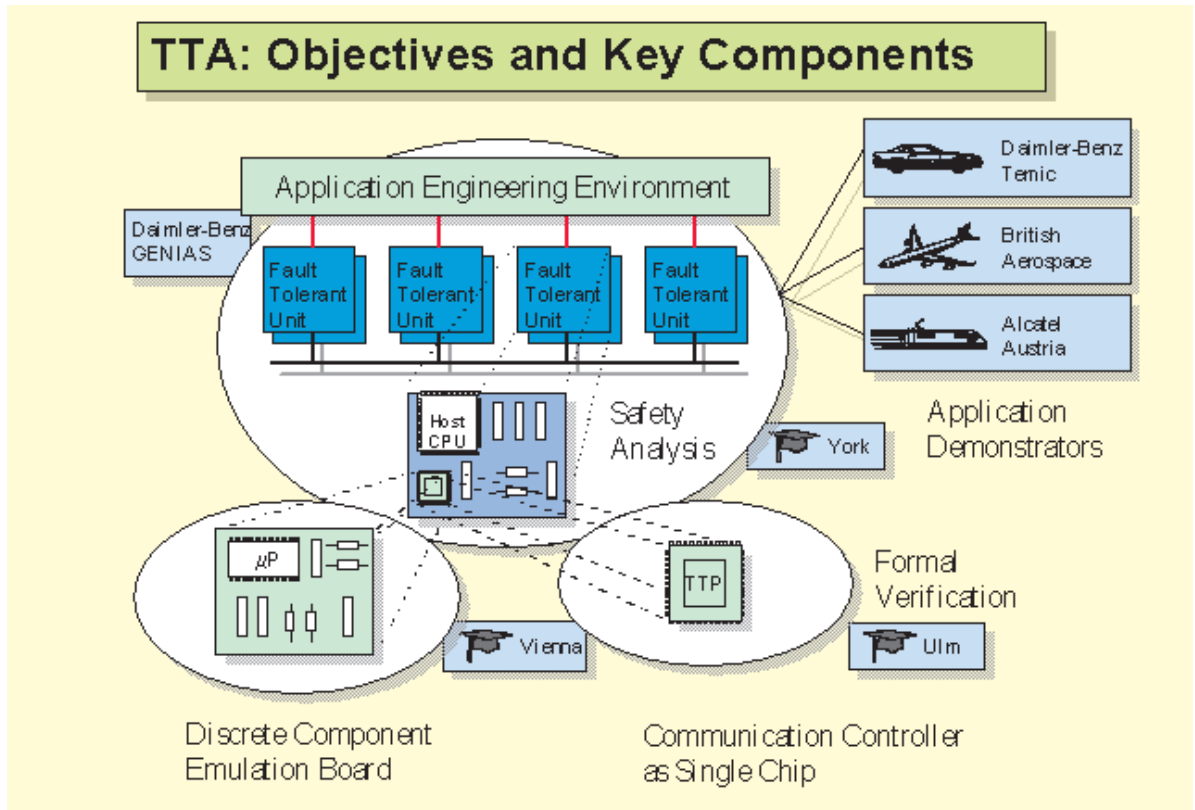 TTA: Objectives and Key Components
Application Engineering Environment
Daimler-Benz
GENIAS
Fault
Tolerant
Unit
Fault
Tolerant
Unit
Fault
Tolerant
Unit
Fault
Tolerant
Unit
Daimler-Benz
Temic
British
Aerospace
Alcatel
Austria
Application
Demonstrators
Host
CPU
Safety
Analysis
York
µP
TTP
Formal
Verification
Vienna
Ulm
Discrete Component
Emulation Board
Communication Controller
as Single Chip